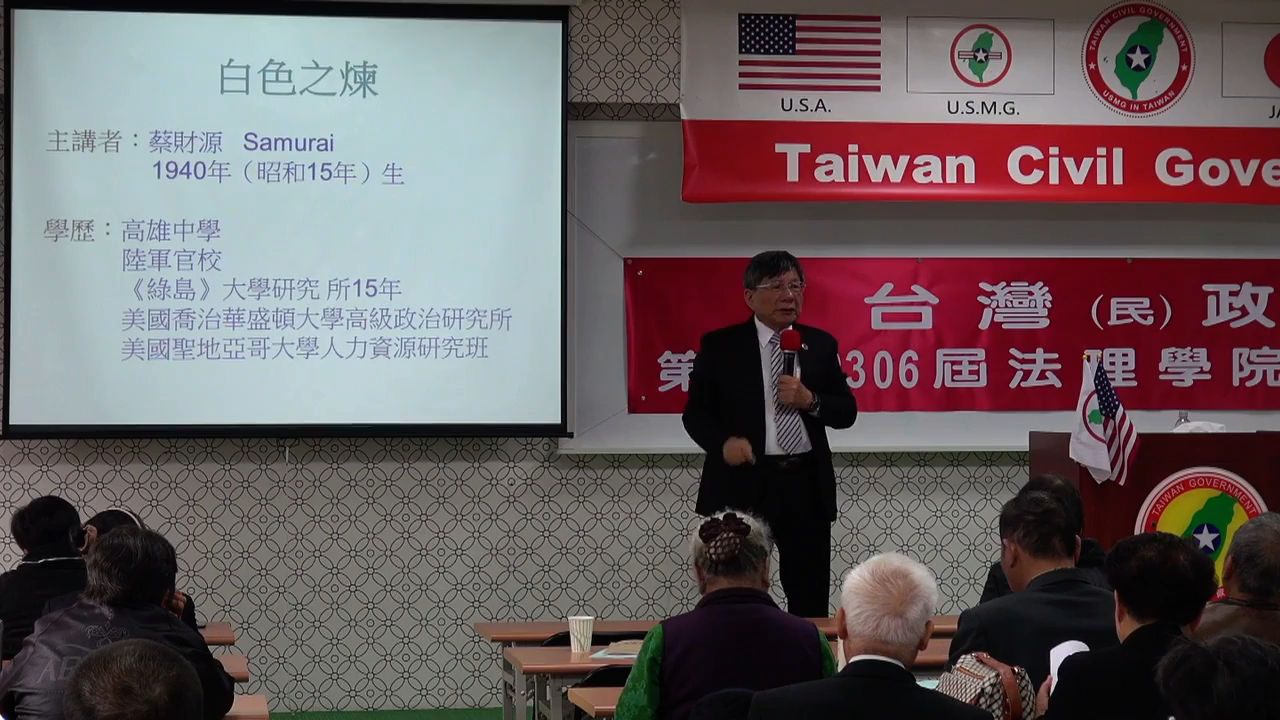 白色之煉
主講者：蔡財源 Samurai
1940年（昭和15年）生
學歷：高雄中學
陸軍官校
《綠島》大學研究 所15年
美國喬治華盛頓大學高級政治研究所
美國聖地亞哥大學人力資源研究班
U.S.A.
U.S.M.G.
TAIWAN CIVIL GOVERNMENT
USMG IN TAIWAN
JA
Taiwan Civil Gove
台灣（民）政
第
306屆法理學院
TAIWAN GOVERNMENT